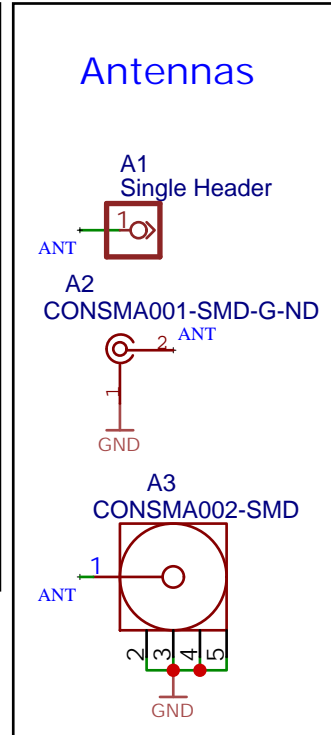 Antennas
A1
Single Header
1
ANT
A2
CONSMA001-SMD-G-ND
2
ANT
1
GND
A3
CONSMA002-SMD
1
ANT
2 3 4 5
GND